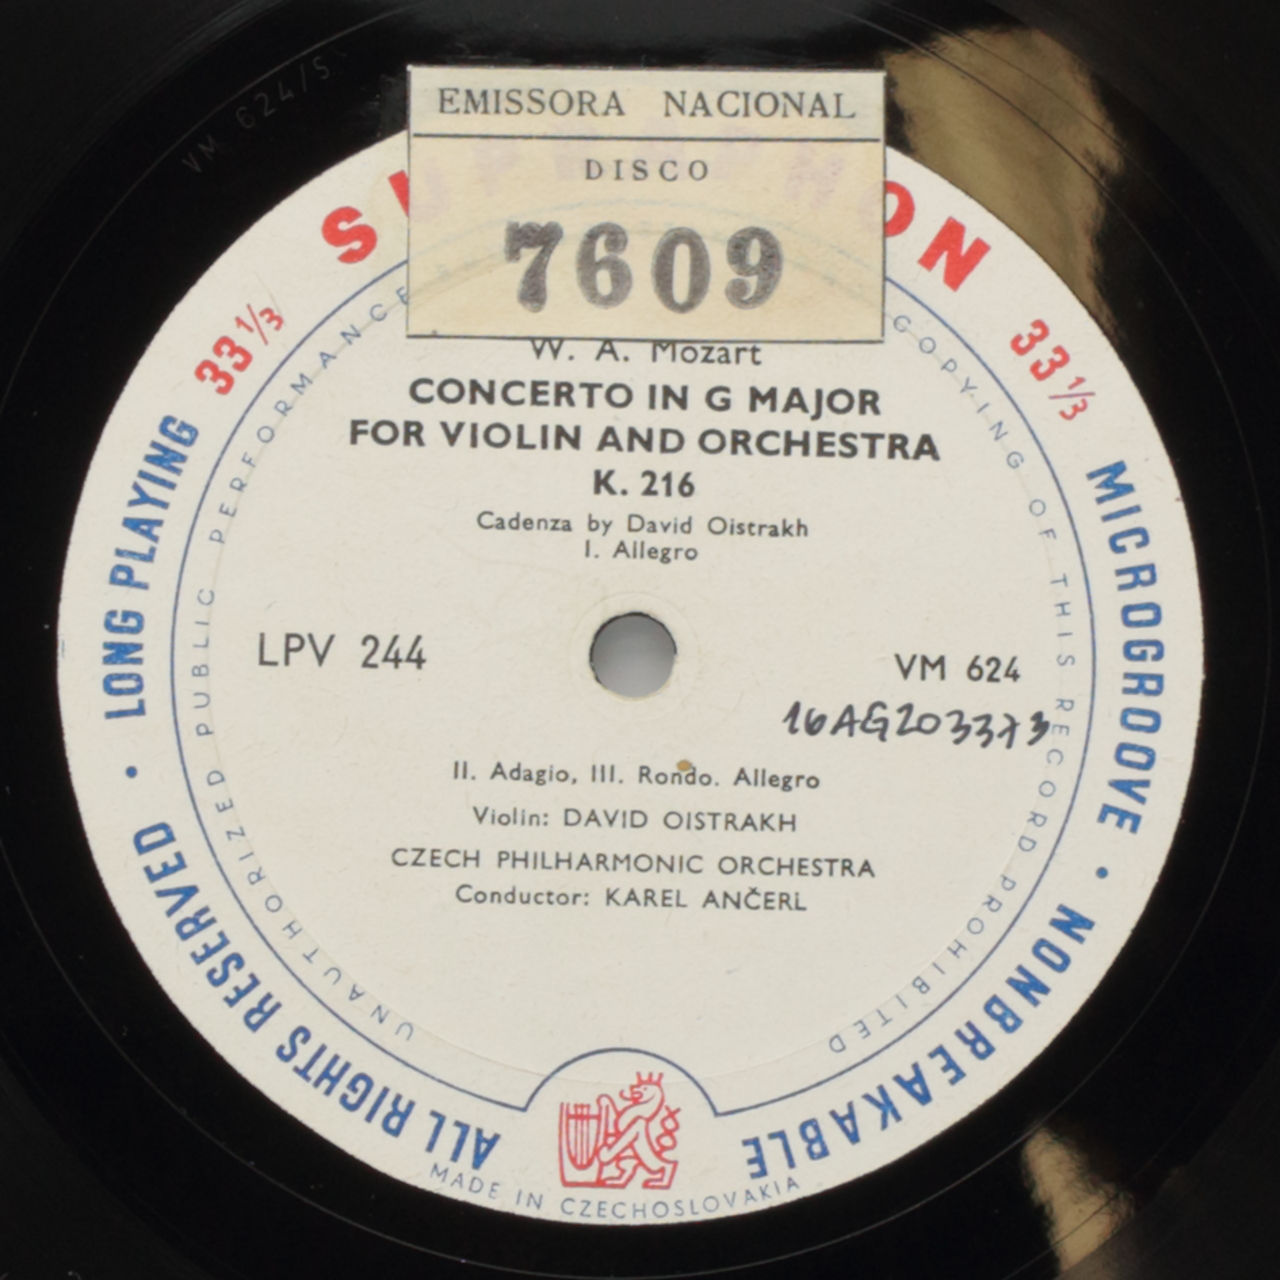 EMISSORA NACIONAL
DISCO
7609
SUPRAPHON
33⅓
33⅓
LONG PLAYING
MICROGROOVE • NONBREAKABLE
ALL RIGHTS RESERVED •
UNAUTHORIZED PUBLIC PERFORMANCE
COPYING OF THIS RECORD PROHIBITED
W. A. Mozart
CONCERTO IN G MAJOR
FOR VIOLIN AND ORCHESTRA
K. 216
Cadenza by David Oistrakh
I. Allegro
LPV 244
VM 624
16AG203373
II. Adagio, III. Rondo. Allegro
Violin: DAVID OISTRAKH
CZECH PHILHARMONIC ORCHESTRA
Conductor: KAREL ANČERL
MADE IN CZECHOSLOVAKIA
VM 624/S